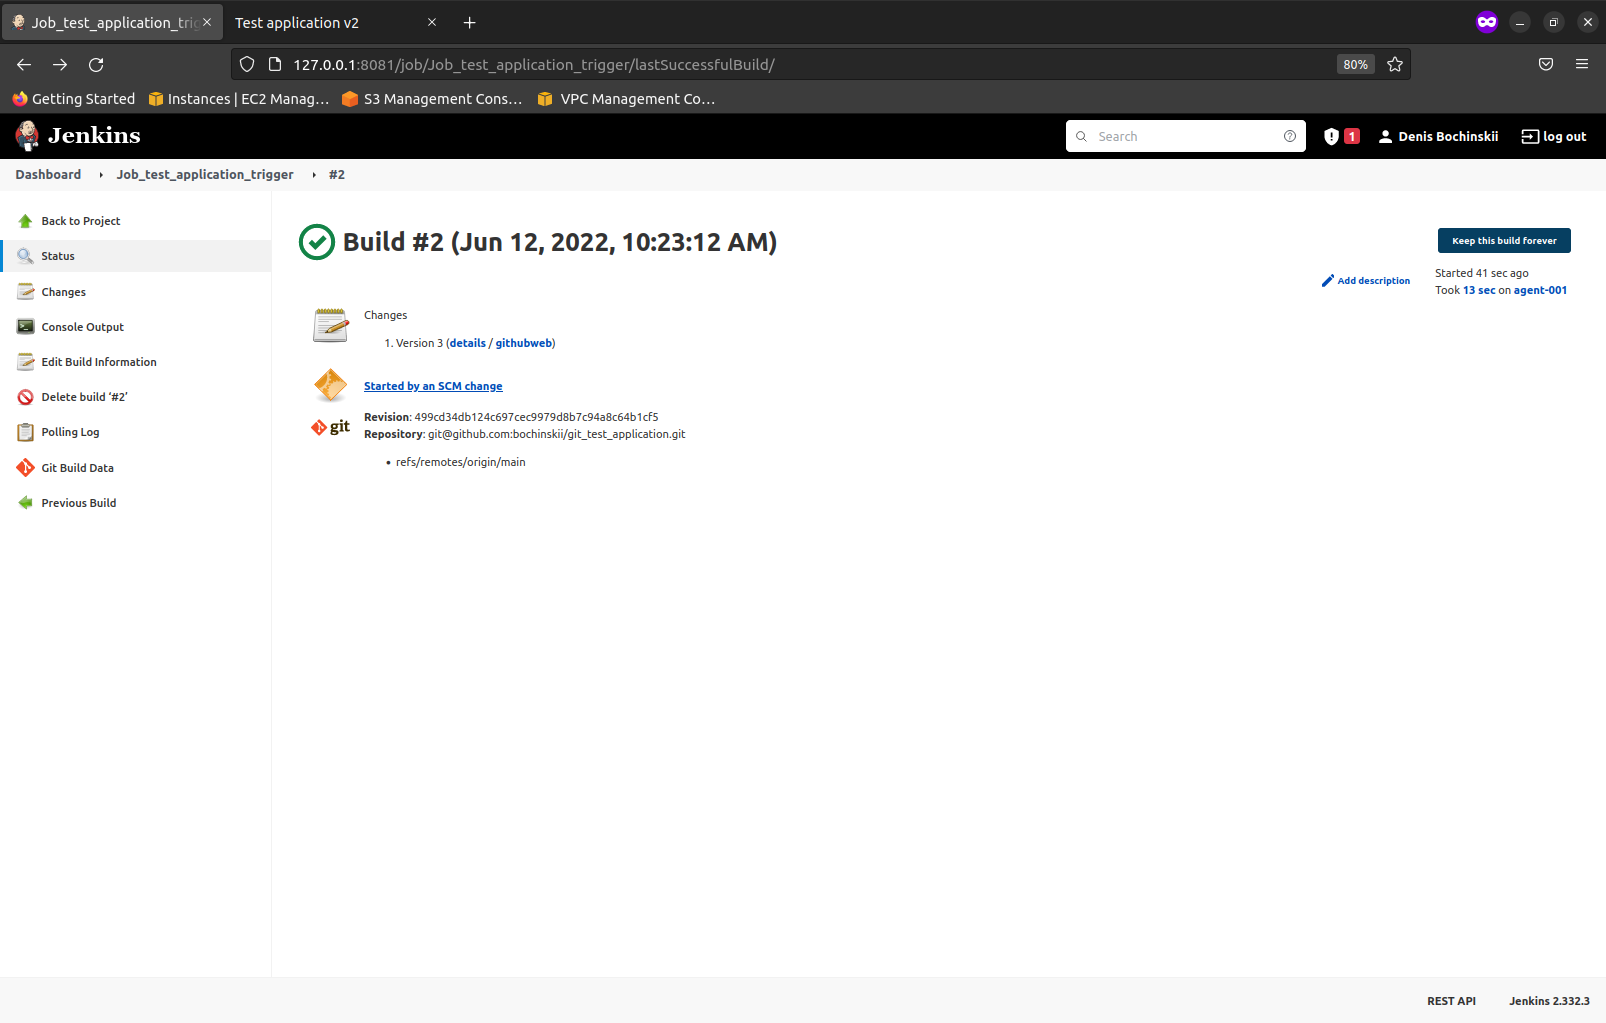 Job_test_application_trig
Test application v2
127.0.0.1:8081/job/Job_test_application_trigger/lastSuccessfulBuild/
80%
Getting Started
Instances | EC2 Manag…
S3 Management Cons…
VPC Management Co…
Jenkins
Search
1
Denis Bochinskii
log out
Dashboard
Job_test_application_trigger
#2
Back to Project
Status
Changes
Console Output
Edit Build Information
Delete build ‘#2’
Polling Log
Git Build Data
Previous Build
Build #2 (Jun 12, 2022, 10:23:12 AM)
Keep this build forever
Add description
Started 41 sec ago
Took 13 sec on agent-001
Changes
1. Version 3 (details / githubweb)
Started by an SCM change
git
Revision: 499cd34db124c697cec9979d8b7c94a8c64b1cf5
Repository: git@github.com:bochinskii/git_test_application.git
• refs/remotes/origin/main
REST API
Jenkins 2.332.3